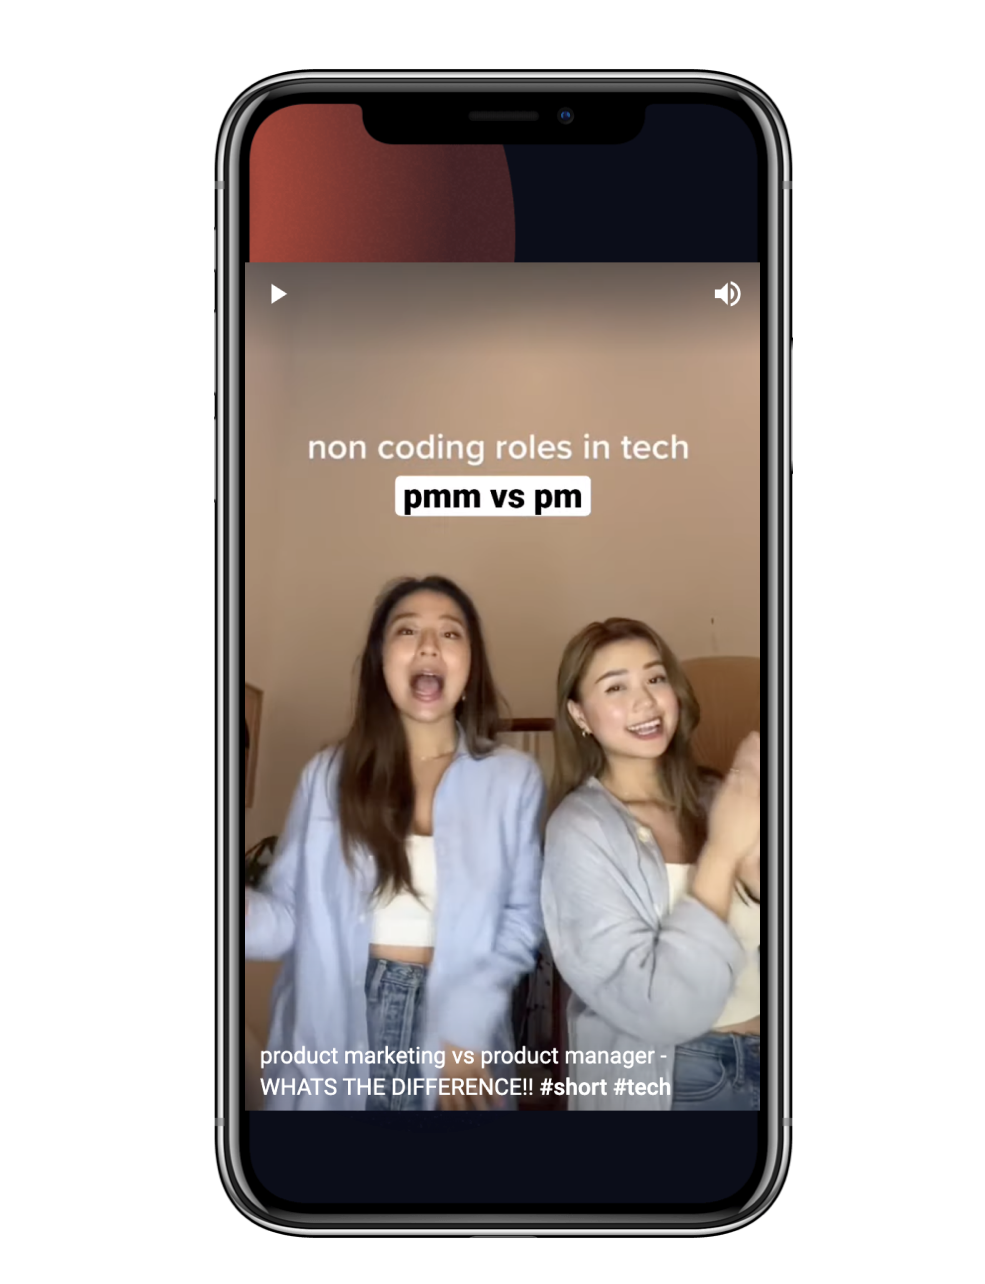 non coding roles in tech
pmm vs pm
product marketing vs product manager -
WHATS THE DIFFERENCE!! #short #tech